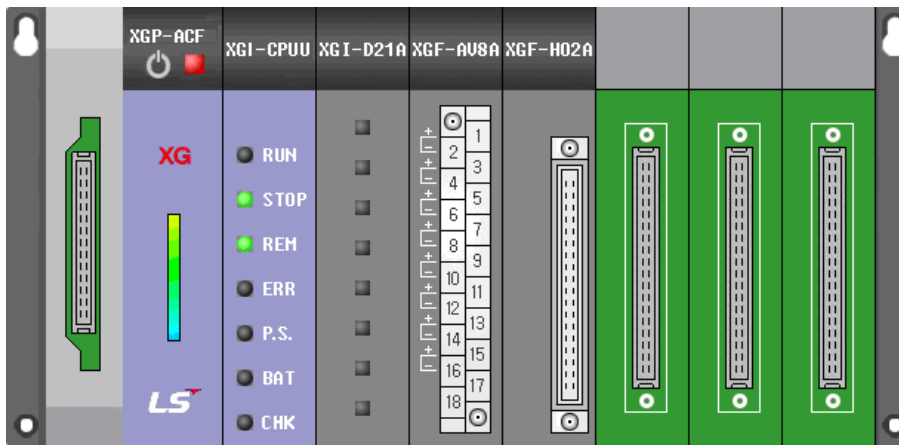 XGP-ACF
XGI-CPUU
XGI-D21A
XGF-AV8A
XGF-HO2A
XG
LS
RUN
STOP
REM
ERR
P.S.
BAT
CHK
+
-
1
2
+
-
3
4
+
-
5
6
+
-
7
8
+
-
9
10
+
-
11
12
+
-
13
14
+
-
15
16
17
18